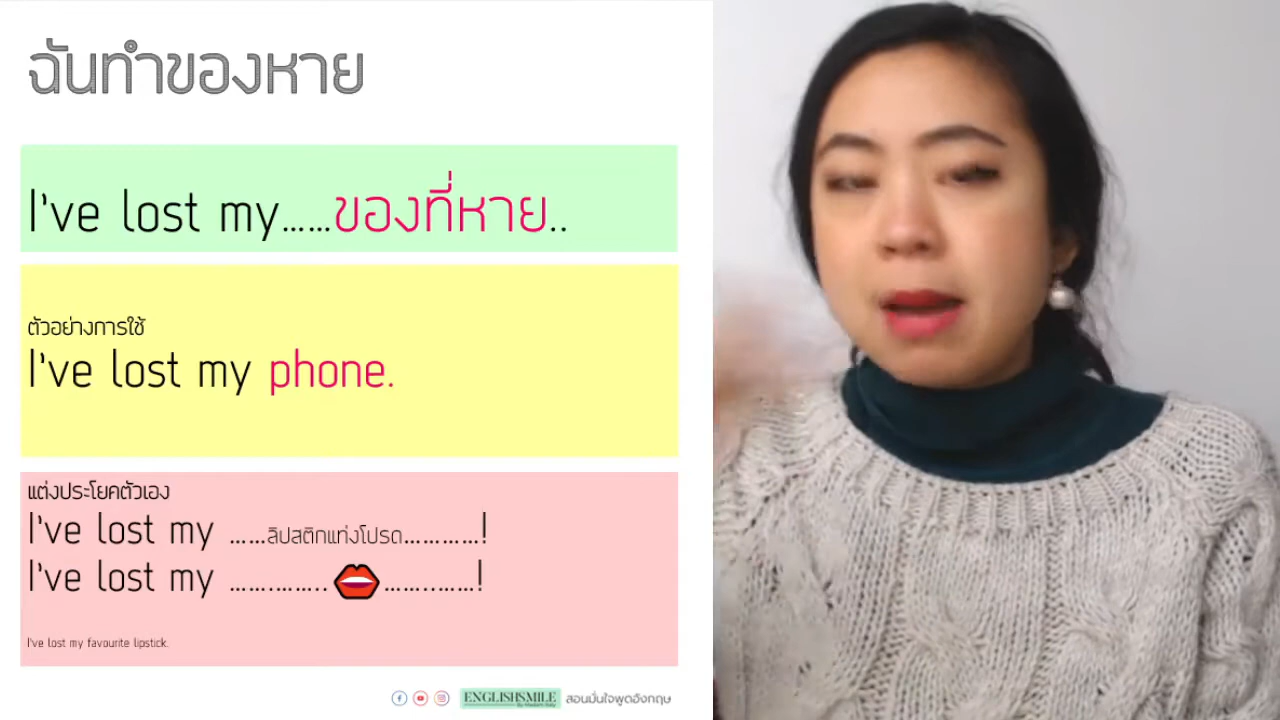 ฉันทำของหาย
I've lost my......ของที่หาย..
ตัวอย่างการใช้
I've lost my phone.
แต่งประโยคตัวเอง
I've lost my ......ลิปสติกแท่งโปรด............!
I've lost my ................ ..............!
I've lost my favourite lipstick.
ENGLISHSMILE สอนมั่นใจพูดอังกฤษ